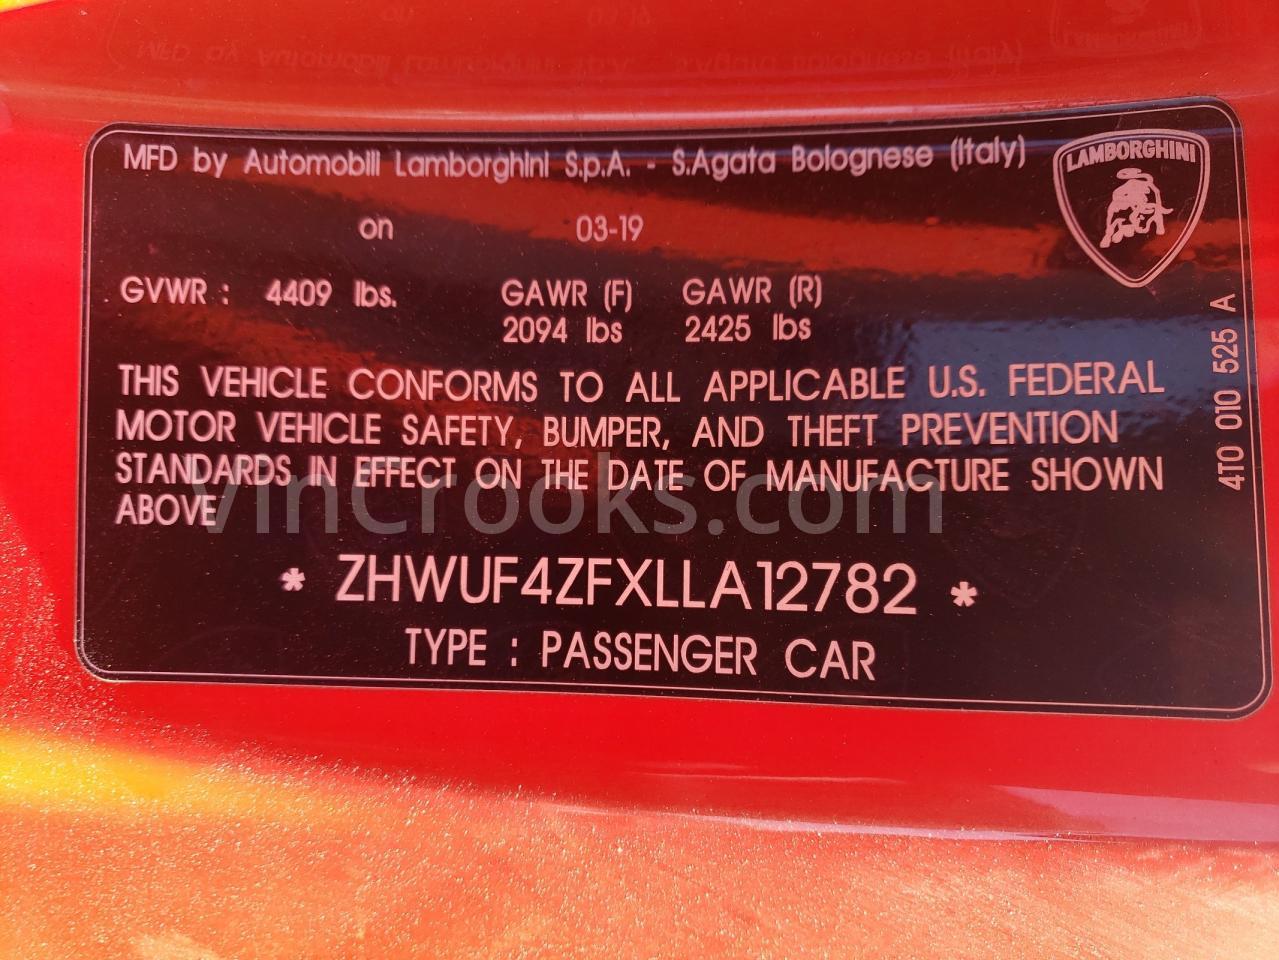 MFD by Automobili Lamborghini S.p.A. - S.Agata Bolognese (Italy)
LAMBORGHINI
on 03-19
GVWR : 4409 lbs. GAWR (F) GAWR (R)
2094 lbs 2425 lbs
THIS VEHICLE CONFORMS TO ALL APPLICABLE U.S. FEDERAL
MOTOR VEHICLE SAFETY, BUMPER, AND THEFT PREVENTION
STANDARDS IN EFFECT ON THE DATE OF MANUFACTURE SHOWN
ABOVE
* ZHWUF4ZFXLLA12782 *
TYPE : PASSENGER CAR
4T0 010 525 A
vincrooks.com